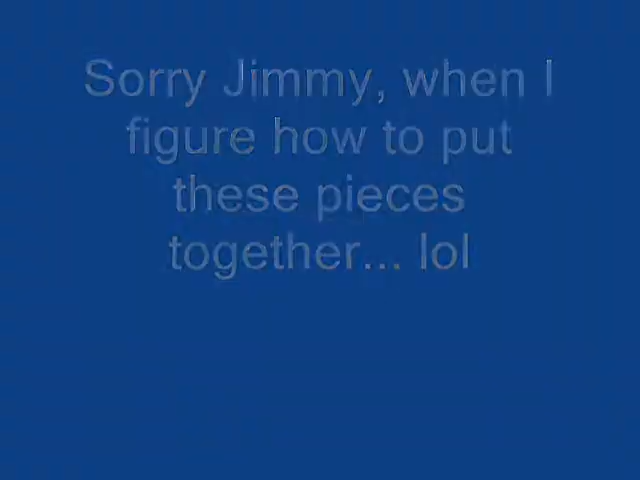 Sorry Jimmy, when I
figure how to put
these pieces
together... lol